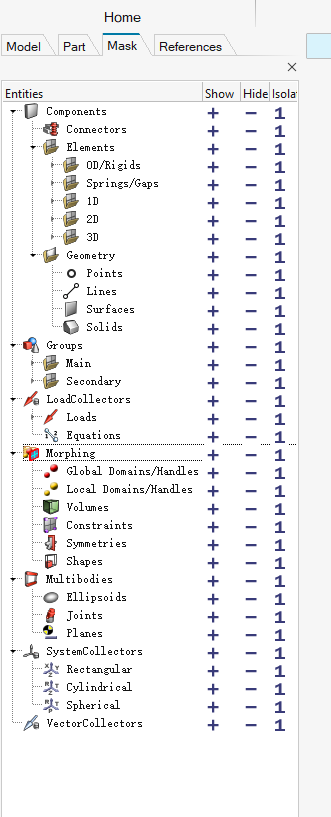 Home
Model Part Mask References
Entities Show Hide Isola
Components + − 1
Connectors + − 1
Elements + − 1
0D/Rigids + − 1
Springs/Gaps + − 1
1D + − 1
2D + − 1
3D + − 1
Geometry + − 1
Points + − 1
Lines + − 1
Surfaces + − 1
Solids + − 1
Groups + − 1
Main + − 1
Secondary + − 1
LoadCollectors + − 1
Loads + − 1
Equations + − 1
Morphing + − 1
Global Domains/Handles + − 1
Local Domains/Handles + − 1
Volumes + − 1
Constraints + − 1
Symmetries + − 1
Shapes + − 1
Multibodies + − 1
Ellipsoids + − 1
Joints + − 1
Planes + − 1
SystemCollectors + − 1
Rectangular + − 1
Cylindrical + − 1
Spherical + − 1
VectorCollectors + − 1